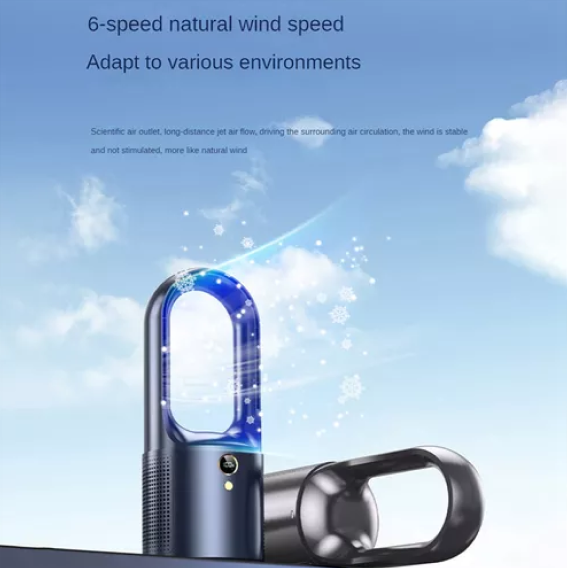 6-speed natural wind speed
Adapt to various environments
Scientific air outlet, long-distance jet air flow, driving the surrounding air circulation, the wind is stable
and not stimulated, more like natural wind